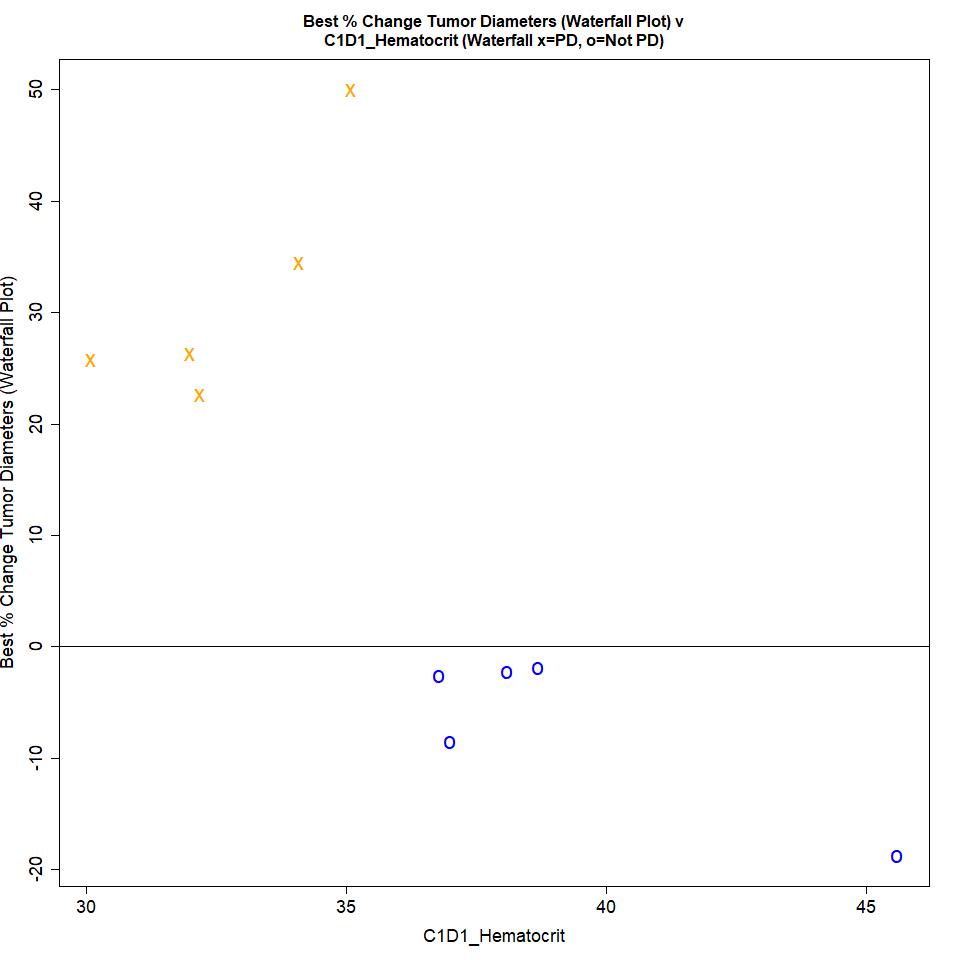 Best % Change Tumor Diameters (Waterfall Plot) v
C1D1_Hematocrit (Waterfall x=PD, o=Not PD)
Best % Change Tumor Diameters (Waterfall Plot)
50
40
30
20
10
0
-10
-20
X
X
X
X
X
O
O
O
O
O
30 35 40 45
C1D1_Hematocrit